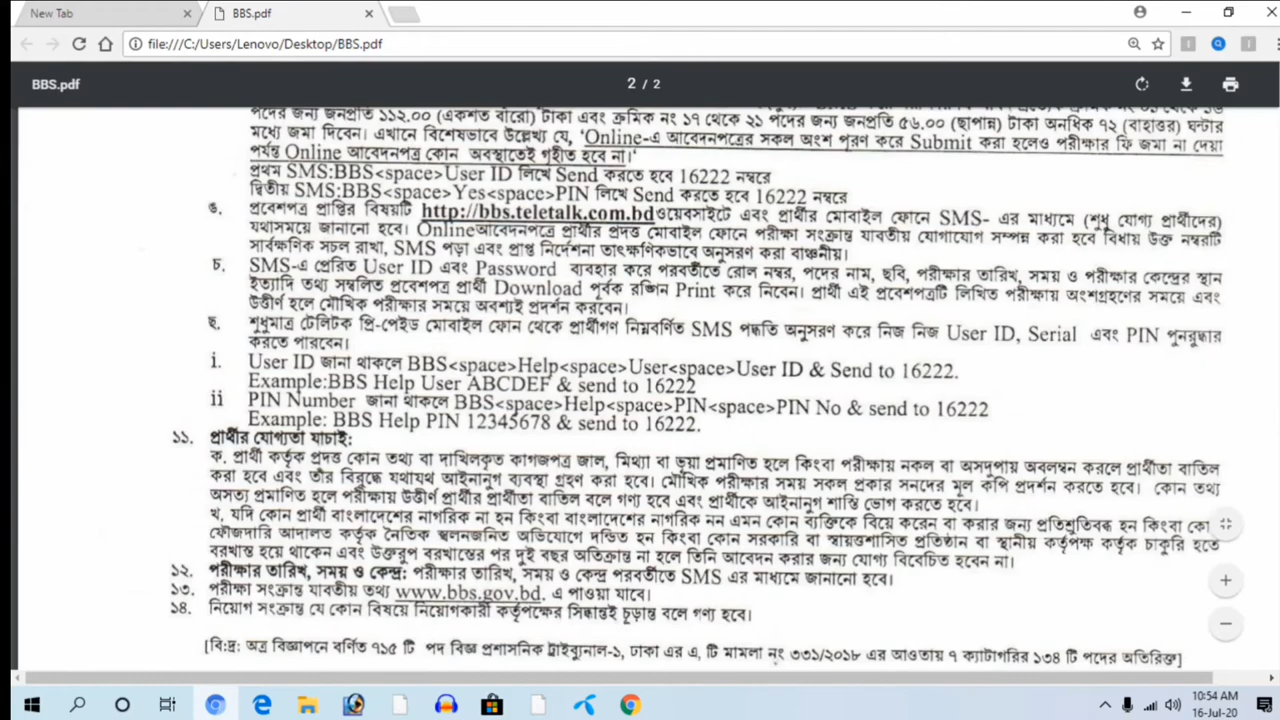 New Tab
BBS.pdf
file:///C:/Users/Lenovo/Desktop/BBS.pdf
BBS.pdf
2 / 2
পদের জন্য জনপ্রতি ১১২.০০ (একশত বারো) টাকা এবং ক্রমিক নং ১৭ থেকে ২১ পদের জন্য জনপ্রতি ৫৬.০০ (ছাপান্ন) টাকা অনধিক ৭২ (বাহাত্তর) ঘন্টার
মধ্যে জমা দিবেন। এখানে বিশেষভাবে উল্লেখ্য যে, ‘Online-এ আবেদনপত্রের সকল অংশ পূরণ করে Submit করা হলেও পরীক্ষার ফি জমা না দেয়া
পর্যন্ত Online আবেদনপত্র কোন অবস্থাতেই গৃহীত হবে না।‘
প্রথম SMS:BBS<space>User ID লিখে Send করতে হবে 16222 নম্বরে
দ্বিতীয় SMS:BBS<space>Yes<space>PIN লিখে Send করতে হবে 16222 নম্বরে
ঙ. প্রবেশপত্র প্রাপ্তির বিষয়টি http://bbs.teletalk.com.bdওয়েবসাইটে এবং প্রার্থীর মোবাইল ফোনে SMS- এর মাধ্যমে (শুধু যোগ্য প্রার্থীদের)
যথাসময়ে জানানো হবে। Onlineআবেদনপত্রে প্রার্থীর প্রদত্ত মোবাইল ফোনে পরীক্ষা সংক্রান্ত যাবতীয় যোগাযোগ সম্পন্ন করা হবে বিধায় উক্ত নম্বরটি
সার্বক্ষণিক সচল রাখা, SMS পড়া এবং প্রাপ্ত নির্দেশনা তাৎক্ষণিকভাবে অনুসরণ করা বাঞ্চনীয়।
চ. SMS-এ প্রেরিত User ID এবং Password ব্যবহার করে পরবর্তীতে রোল নম্বর, পদের নাম, ছবি, পরীক্ষার তারিখ, সময় ও পরীক্ষার কেন্দ্রের স্থান
ইত্যাদি তথ্য সম্বলিত প্রবেশপত্র প্রার্থী Download পূর্বক রঙ্গিন Print করে নিবেন। প্রার্থী এই প্রবেশপত্রটি লিখিত পরীক্ষায় অংশগ্রহণের সময়ে এবং
উত্তীর্ণ হলে মৌখিক পরীক্ষার সময়ে অবশ্যই প্রদর্শন করবেন।
ছ. শুধুমাত্র টেলিটক প্রি-পেইড মোবাইল ফোন থেকে প্রার্থীগণ নিম্নবর্ণিত SMS পদ্ধতি অনুসরণ করে নিজ নিজ User ID, Serial এবং PIN পুনরুদ্ধার
করতে পারবেন।
i. User ID জানা থাকলে BBS<space>Help<space>User<space>User ID & Send to 16222.
Example:BBS Help User ABCDEF & send to 16222
ii PIN Number জানা থাকলে BBS<space>Help<space>PIN<space>PIN No & send to 16222
Example: BBS Help PIN 12345678 & send to 16222.
১১. প্রার্থীর যোগ্যতা যাচাই:
ক. প্রার্থী কর্তৃক প্রদত্ত কোন তথ্য বা দাখিলকৃত কাগজপত্র জাল, মিথ্যা বা ভূয়া প্রমাণিত হলে কিংবা পরীক্ষায় নকল বা অসদুপায় অবলম্বন করলে প্রার্থীতা বাতিল
করা হবে এবং তাঁর বিরুদ্ধে যথাযথ আইনানুগ ব্যবস্থা গ্রহণ করা হবে। মৌখিক পরীক্ষার সময় সকল প্রকার সনদের মূল কপি প্রদর্শন করতে হবে। কোন তথ্য
অসত্য প্রমাণিত হলে পরীক্ষায় উত্তীর্ণ প্রার্থীর প্রার্থীতা বাতিল বলে গণ্য হবে এবং প্রার্থীকে আইনানুগ শাস্তি ভোগ করতে হবে।
খ, যদি কোন প্রার্থী বাংলাদেশের নাগরিক না হন কিংবা বাংলাদেশের নাগরিক নন এমন কোন ব্যক্তিকে বিয়ে করেন বা করার জন্য প্রতিশ্রুতিবদ্ধ হন কিংবা কো
ফৌজদারি আদালত কর্তৃক নৈতিক স্খলনজনিত অভিযোগে দন্ডিত হন কিংবা কোন সরকারি বা স্বায়ত্তশাসিত প্রতিষ্ঠান বা স্থানীয় কর্তৃপক্ষ কর্তৃক চাকুরি হতে
বরখাস্ত হয়ে থাকেন এবং উক্তরূপ বরখাস্তের পর দুই বছর অতিক্রান্ত না হলে তিনি আবেদন করার জন্য যোগ্য বিবেচিত হবেন না।
১২. পরীক্ষার তারিখ, সময় ও কেন্দ্র: পরীক্ষার তারিখ, সময় ও কেন্দ্র পরবর্তীতে SMS এর মাধ্যমে জানানো হবে।
১৩. পরীক্ষা সংক্রান্ত যাবতীয় তথ্য www.bbs.gov.bd. এ পাওয়া যাবে।
১৪. নিয়োগ সংক্রান্ত যে কোন বিষয়ে নিয়োগকারী কর্তৃপক্ষের সিদ্ধান্তই চূড়ান্ত বলে গণ্য হবে।
[বি:দ্র: অত্র বিজ্ঞাপনে বর্ণিত ৭১৫ টি পদ বিজ্ঞ প্রশাসনিক ট্রাইব্যুনাল-১, ঢাকা এর এ, টি মামলা নং ৩৩১/২০১৮ এর আওতায় ৭ ক্যাটাগরির ১৩৪ টি পদের অতিরিক্ত]
10:54 AM
16-Jul-20